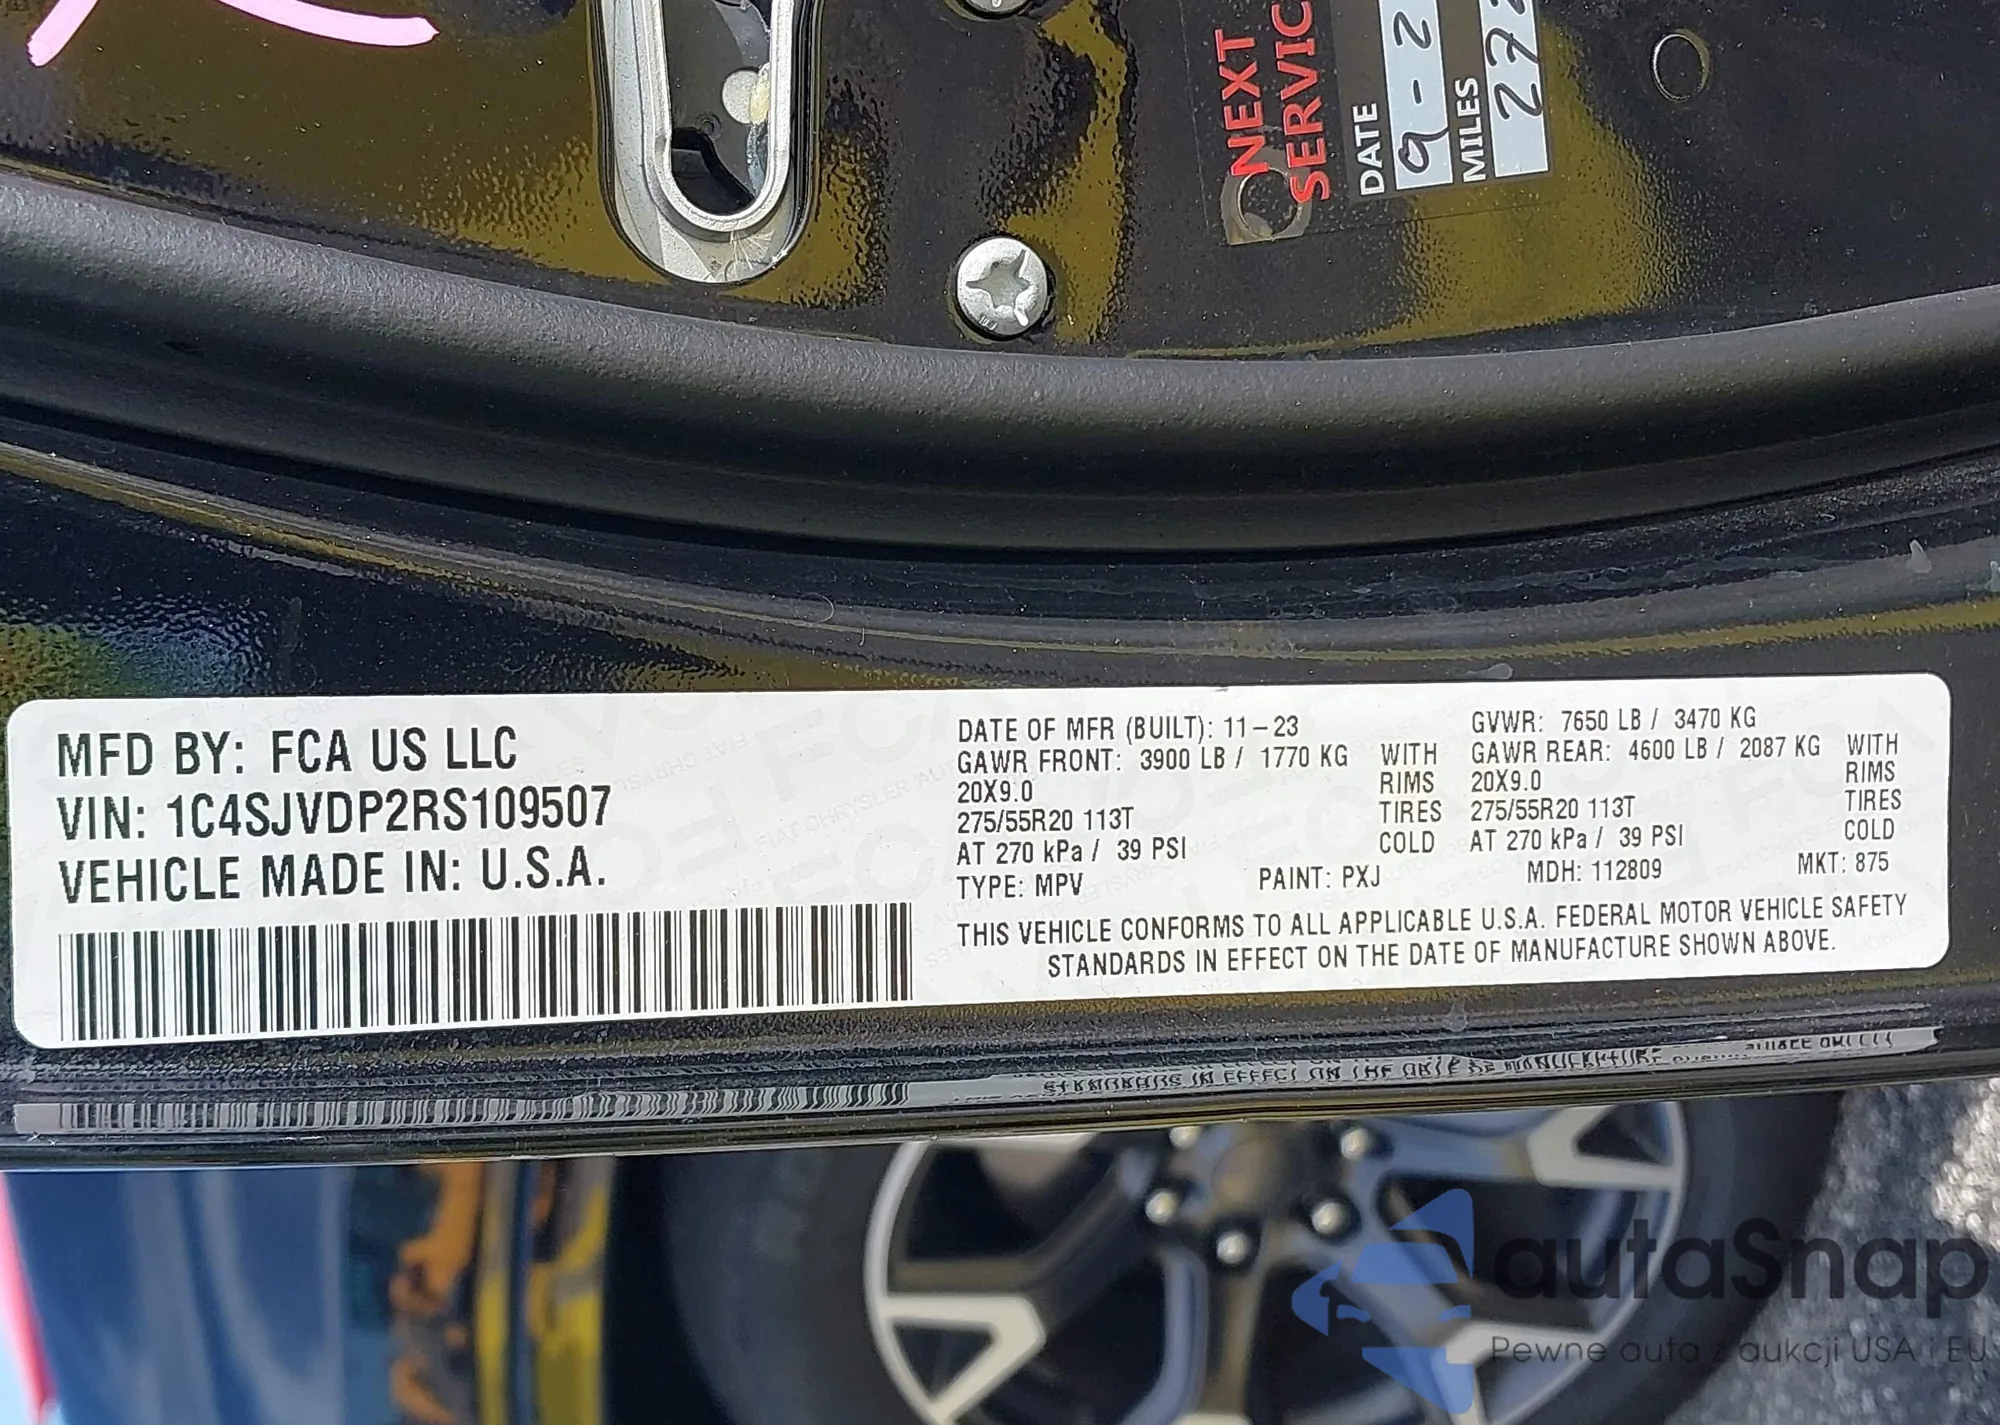 NEXT
SERVIC
DATE 9-2
MILES 272
MFD BY: FCA US LLC
VIN: 1C4SJVDP2RS109507
VEHICLE MADE IN: U.S.A.
DATE OF MFR (BUILT): 11-23 GVWR: 7650 LB / 3470 KG
GAWR FRONT: 3900 LB / 1770 KG WITH GAWR REAR: 4600 LB / 2087 KG WITH
20X9.0 RIMS 20X9.0 RIMS
275/55R20 113T TIRES 275/55R20 113T TIRES
AT 270 kPa / 39 PSI COLD AT 270 kPa / 39 PSI COLD
TYPE: MPV PAINT: PXJ MDH: 112809 MKT: 875
THIS VEHICLE CONFORMS TO ALL APPLICABLE U.S.A. FEDERAL MOTOR VEHICLE SAFETY
STANDARDS IN EFFECT ON THE DATE OF MANUFACTURE SHOWN ABOVE.
autaSnap
Pewne auta z aukcji USA i EU